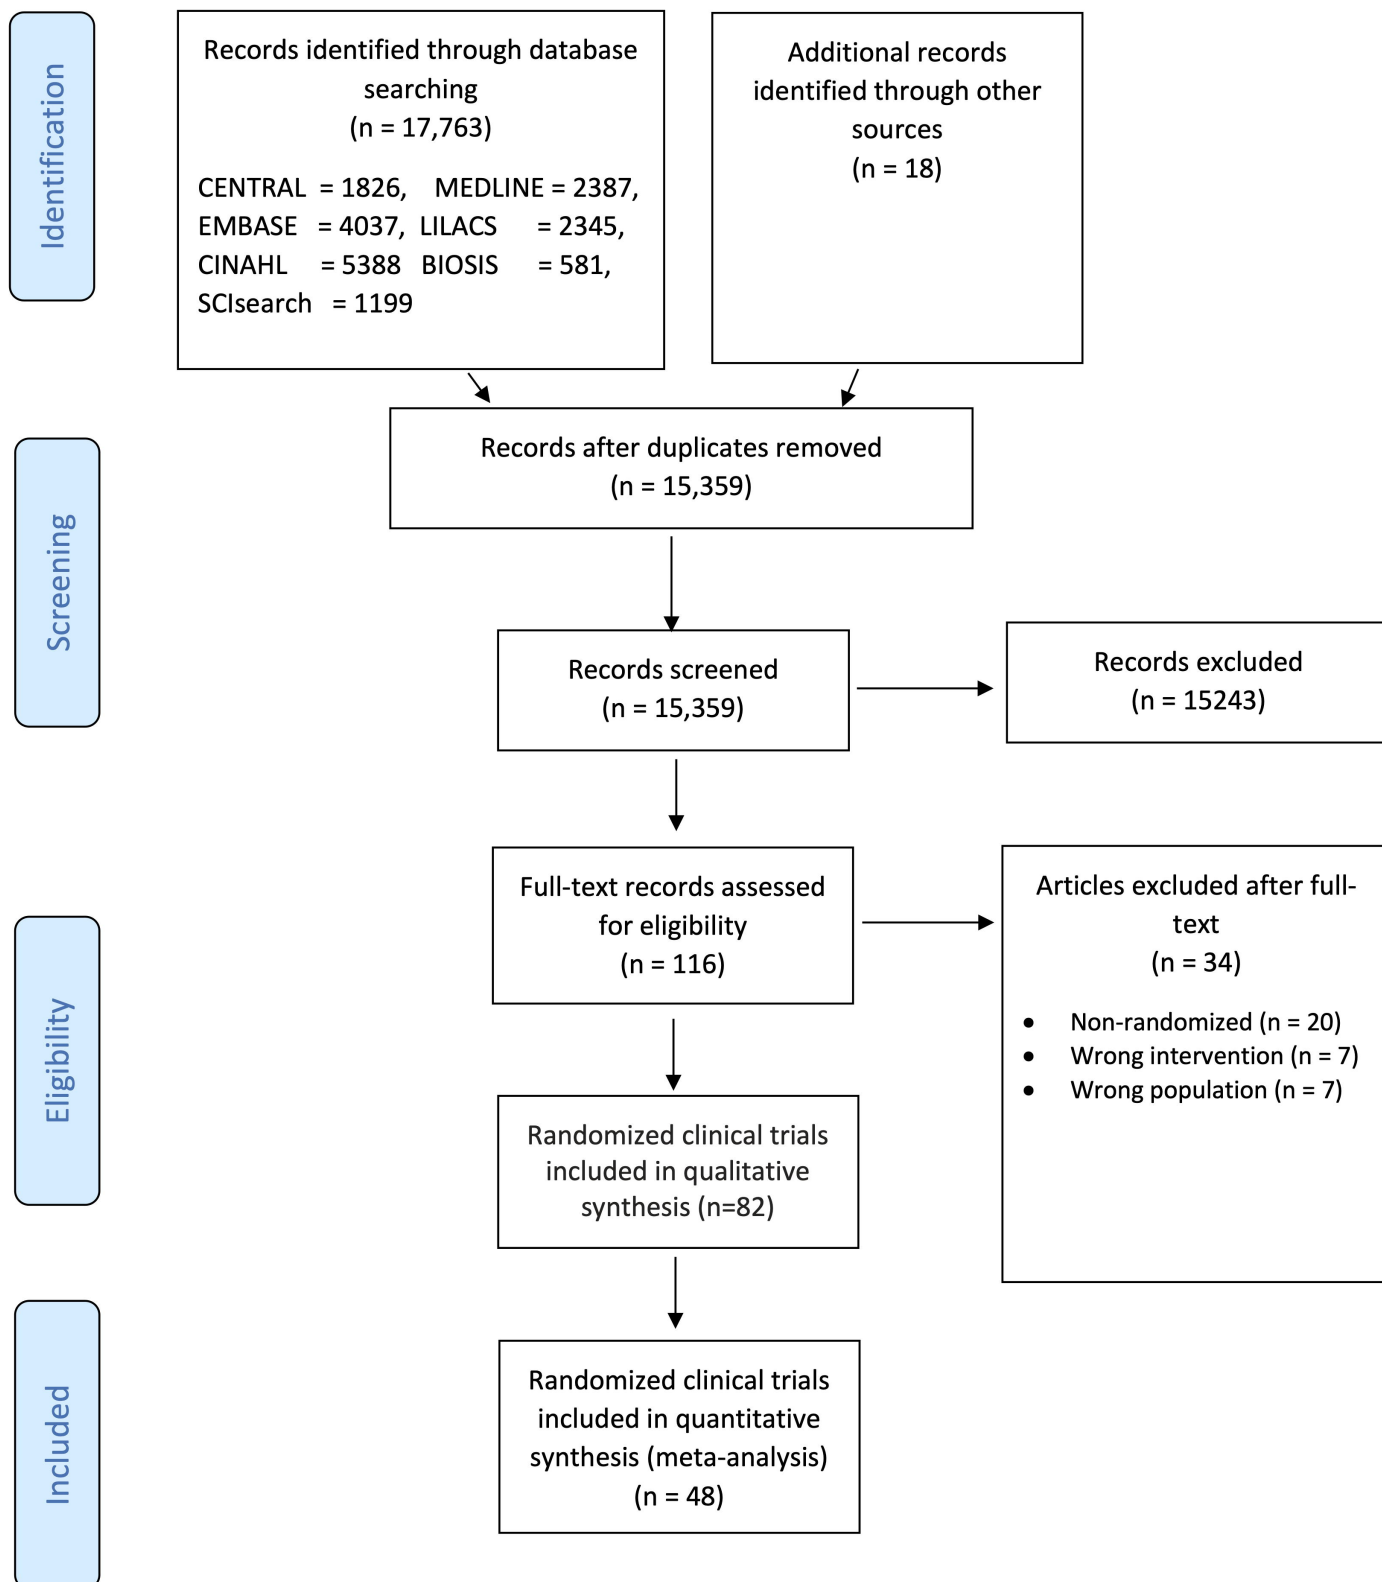 Identification
Records identified through database
searching
(n = 17,763)
CENTRAL = 1826, MEDLINE = 2387,
EMBASE = 4037, LILACS = 2345,
CINAHL = 5388 BIOSIS = 581,
SCIsearch = 1199
Additional records
identified through other
sources
(n = 18)
Screening
Records after duplicates removed
(n = 15,359)
Records screened
(n = 15,359)
Records excluded
(n = 15243)
Eligibility
Full-text records assessed
for eligibility
(n = 116)
Articles excluded after full-
text
(n = 34)
• Non-randomized (n = 20)
• Wrong intervention (n = 7)
• Wrong population (n = 7)
Randomized clinical trials
included in qualitative
synthesis (n=82)
Included
Randomized clinical trials
included in quantitative
synthesis (meta-analysis)
(n = 48)